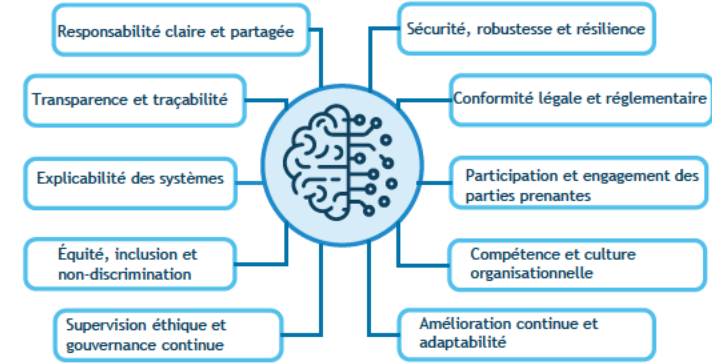 Responsabilité claire et partagée
Transparence et traçabilité
Explicabilité des systèmes
Équité, inclusion et
non-discrimination
Supervision éthique et
gouvernance continue
Sécurité, robustesse et résilience
Conformité légale et réglementaire
Participation et engagement des
parties prenantes
Compétence et culture
organisationnelle
Amélioration continue et
adaptabilité